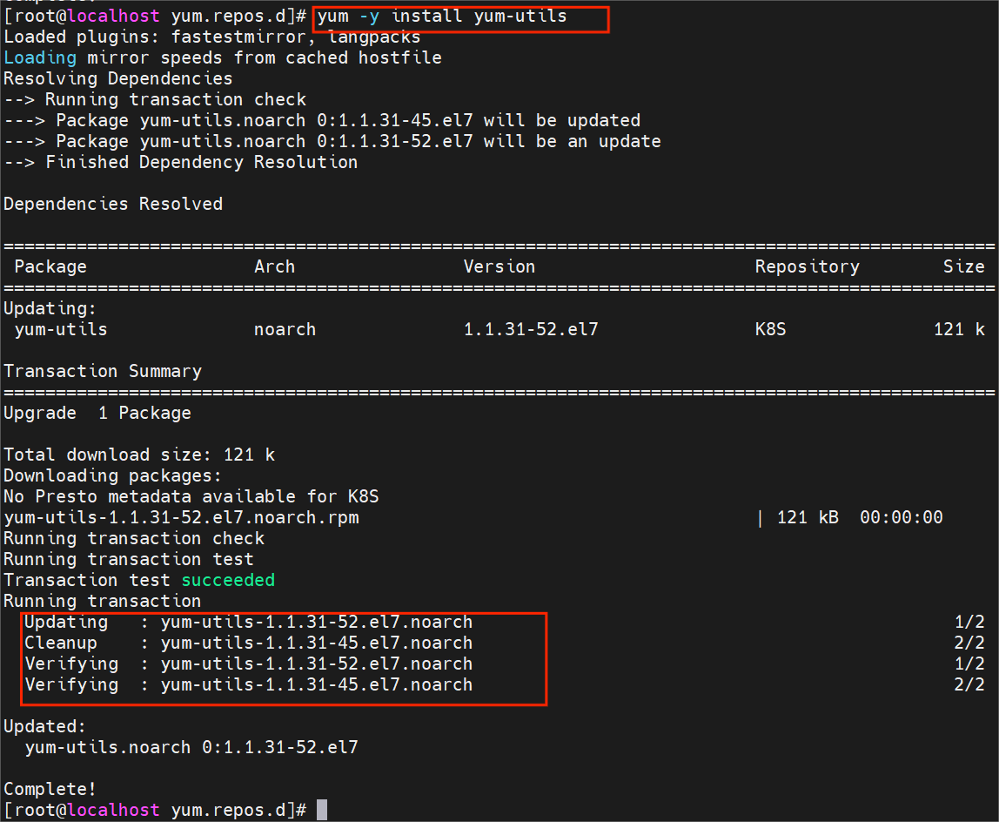 [root@localhost yum.repos.d]# yum -y install yum-utils
Loaded plugins: fastestmirror, langpacks
Loading mirror speeds from cached hostfile
Resolving Dependencies
--> Running transaction check
---> Package yum-utils.noarch 0:1.1.31-45.el7 will be updated
---> Package yum-utils.noarch 0:1.1.31-52.el7 will be an update
--> Finished Dependency Resolution
Dependencies Resolved
===============================================================================================
Package Arch Version Repository Size
===============================================================================================
Updating:
yum-utils noarch 1.1.31-52.el7 K8S 121 k
Transaction Summary
===============================================================================================
Upgrade  1 Package
Total download size: 121 k
Downloading packages:
No Presto metadata available for K8S
yum-utils-1.1.31-52.el7.noarch.rpm | 121 kB  00:00:00
Running transaction check
Running transaction test
Transaction test succeeded
Running transaction
Updating   : yum-utils-1.1.31-52.el7.noarch 1/2
Cleanup    : yum-utils-1.1.31-45.el7.noarch 2/2
Verifying  : yum-utils-1.1.31-52.el7.noarch 1/2
Verifying  : yum-utils-1.1.31-45.el7.noarch 2/2
Updated:
yum-utils.noarch 0:1.1.31-52.el7
Complete!
[root@localhost yum.repos.d]#